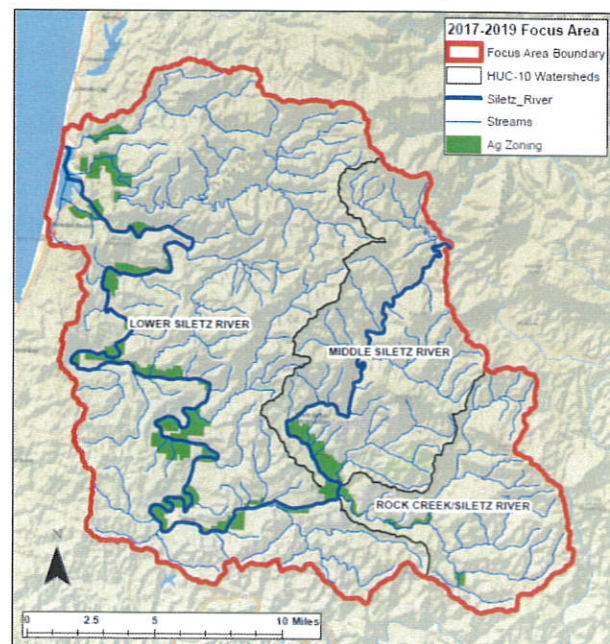 2017-2019 Focus Area
Focus Area Boundary
HUC-10 Watersheds
Siletz_River
Streams
Ag Zoning
LOWER SILETZ RIVER
MIDDLE SILETZ RIVER
ROCK CREEK/SILETZ RIVER
N
0 2.5 5 10 Miles